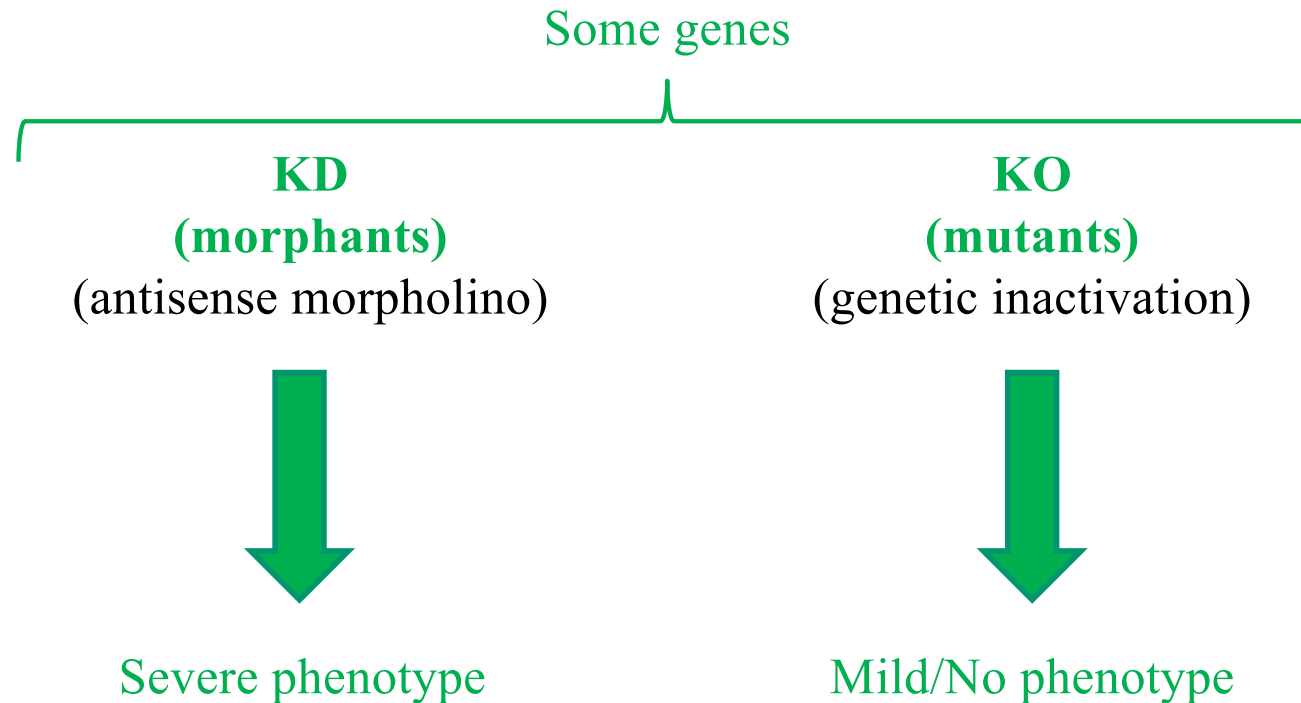 Some genes
KD
(morphants)
(antisense morpholino)
KO
(mutants)
(genetic inactivation)
Severe phenotype
Mild/No phenotype